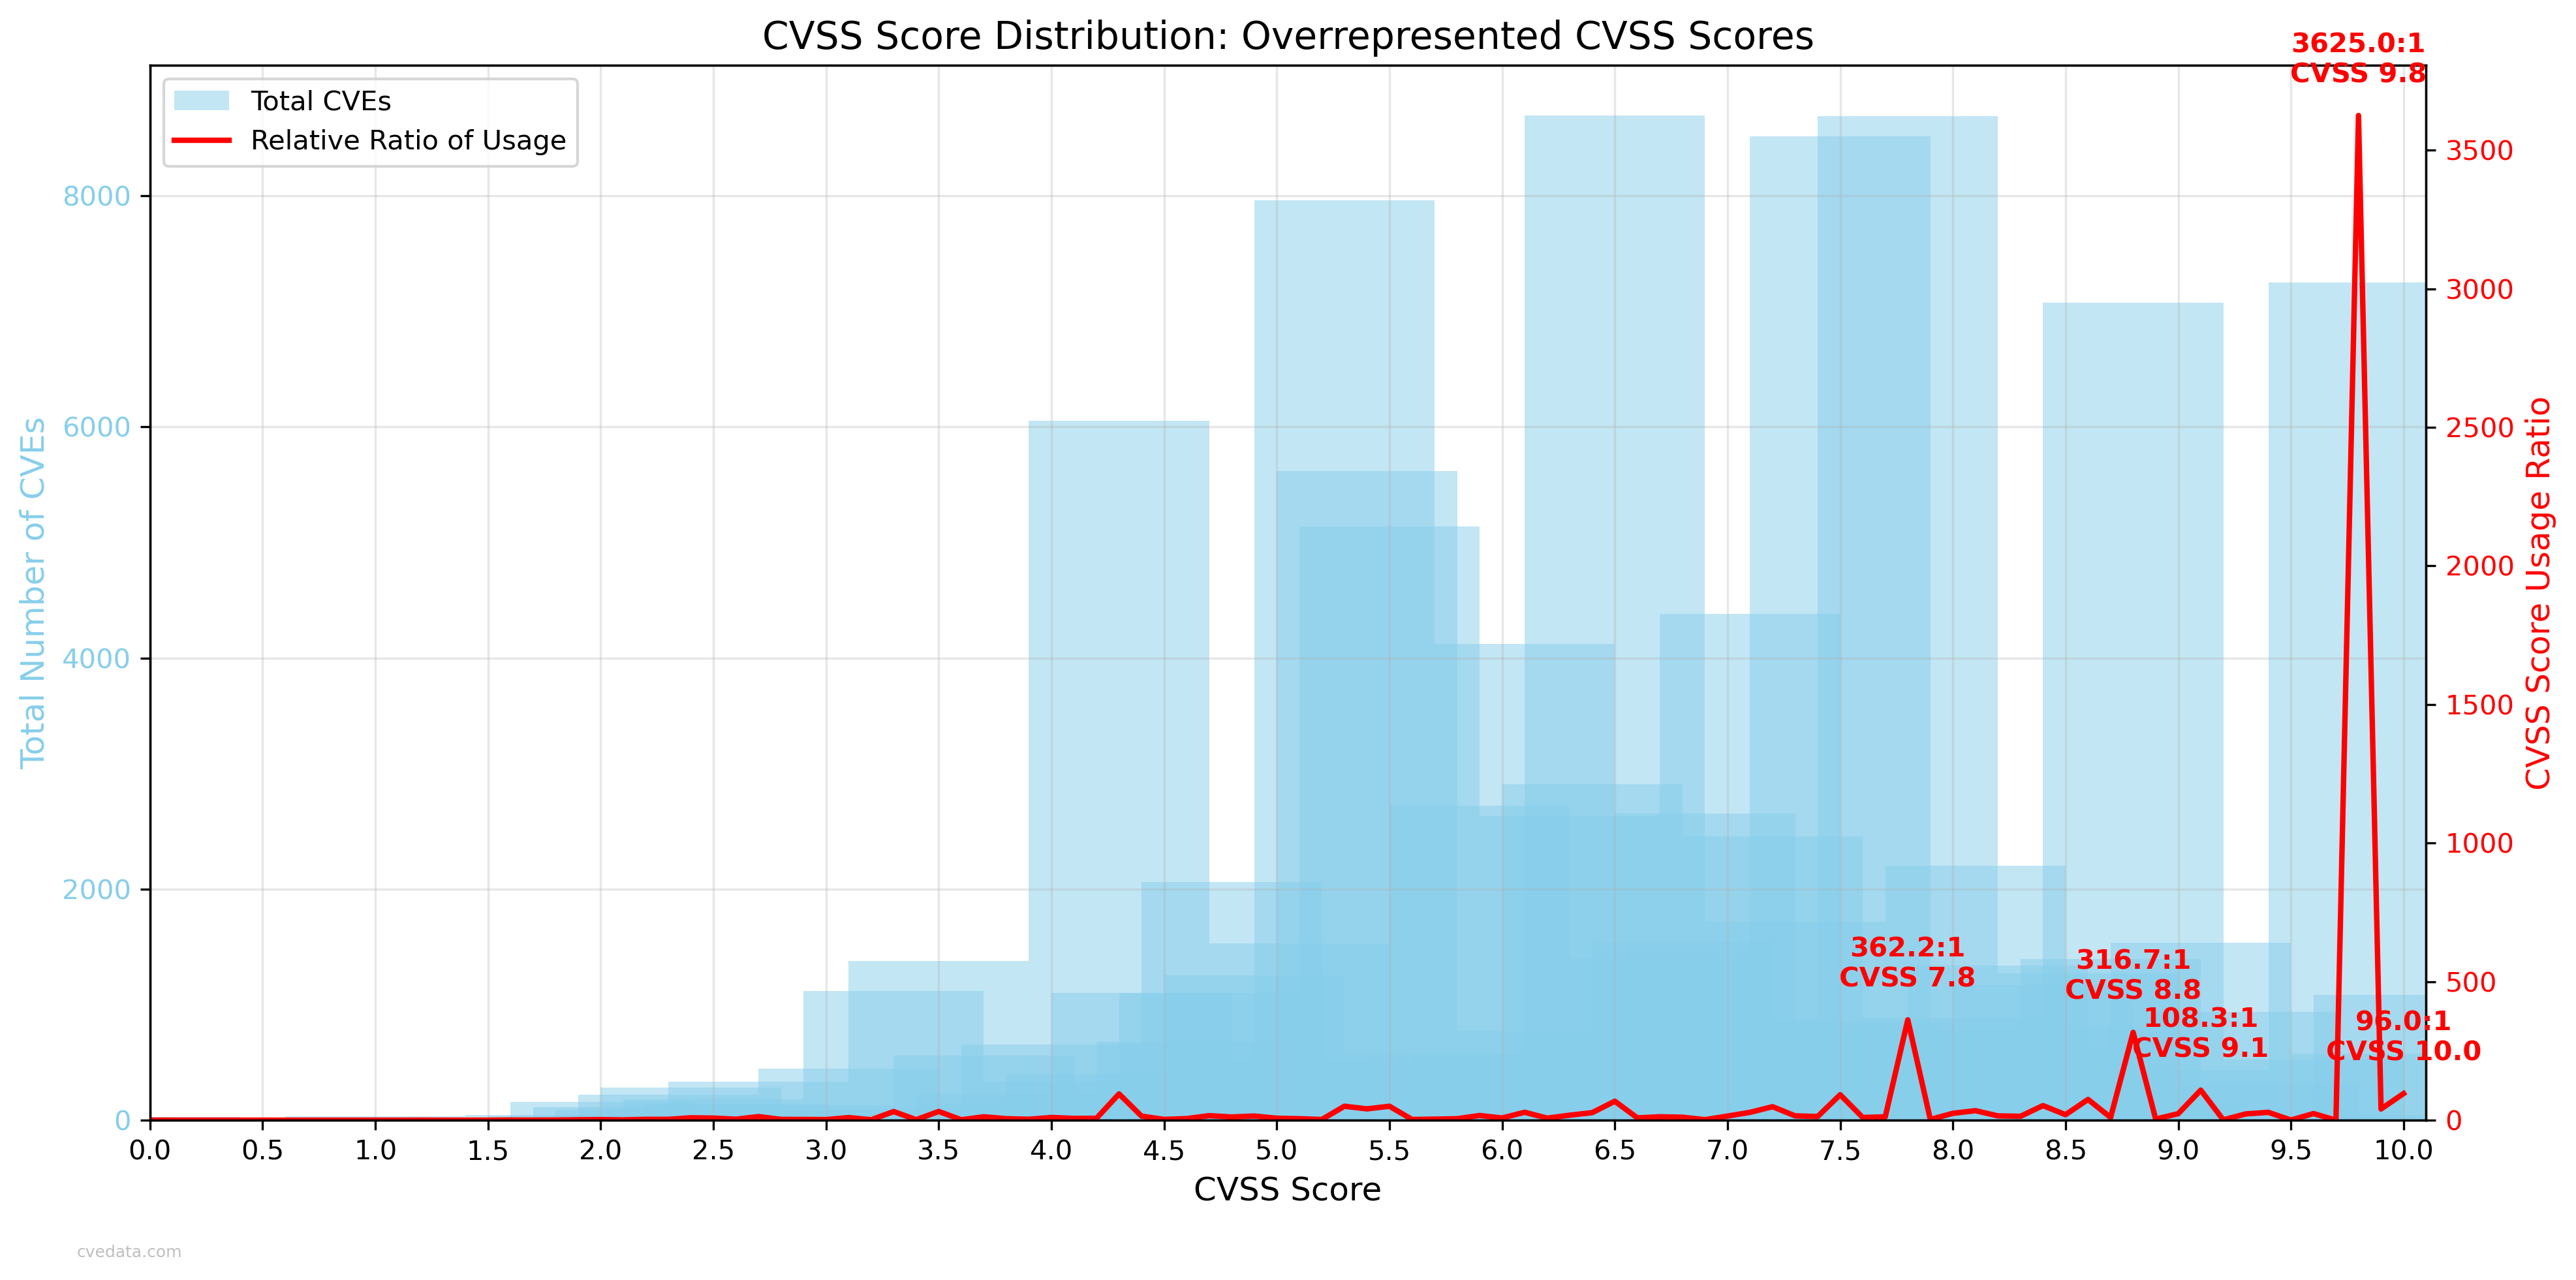 CVSS Score Distribution: Overrepresented CVSS Scores
3625.0:1
CVSS 9.8
Total CVEs
Relative Ratio of Usage
Total Number of CVEs
8000
6000
4000
2000
0
CVSS Score Usage Ratio
3500
3000
2500
2000
1500
1000
500
0
362.2:1
CVSS 7.8
316.7:1
CVSS 8.8
108.3:1
CVSS 9.1
96.0:1
CVSS 10.0
0.0 0.5 1.0 1.5 2.0 2.5 3.0 3.5 4.0 4.5 5.0 5.5 6.0 6.5 7.0 7.5 8.0 8.5 9.0 9.5 10.0
CVSS Score
cvedata.com